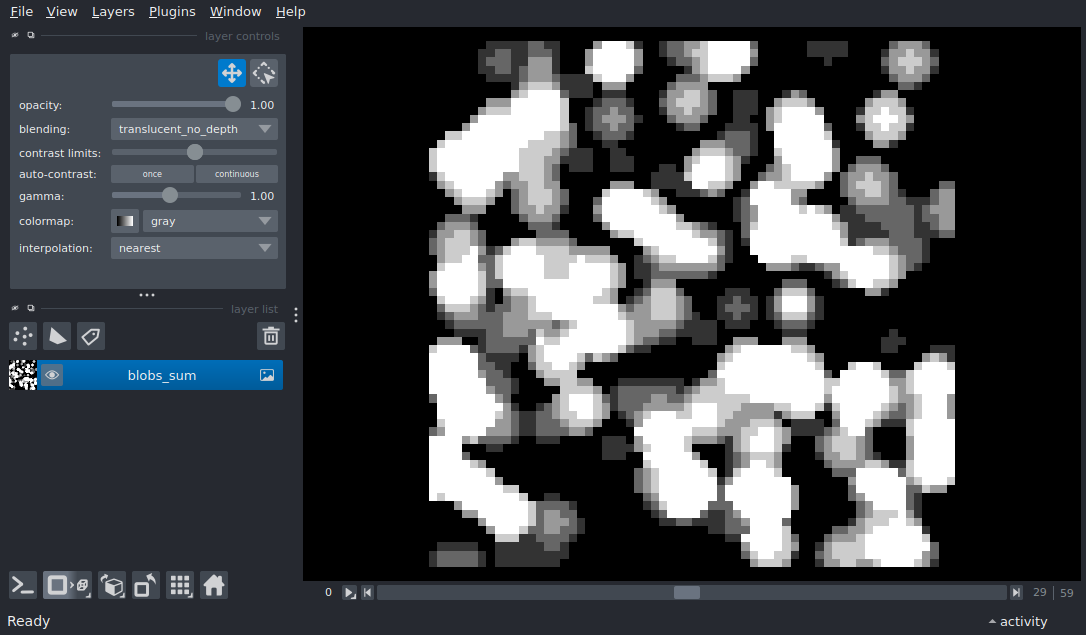 File View Layers Plugins Window Help
layer controls
opacity: 1.00
blending: translucent_no_depth
contrast limits:
auto-contrast: once continuous
gamma: 1.00
colormap: gray
interpolation: nearest
layer list
blobs_sum
0 29 59
Ready activity